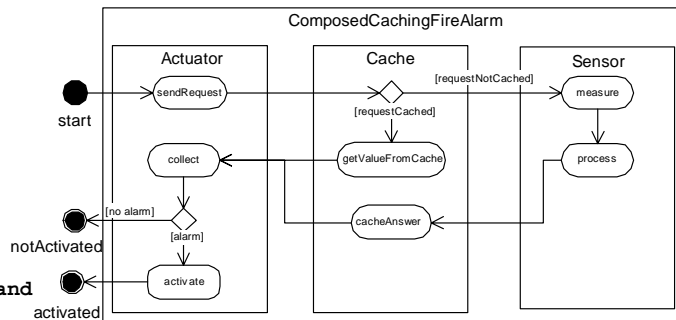 ComposedCachingFireAlarm
Actuator
Cache
Sensor
[requestNotCached]
sendRequest
measure
start
[requestCached]
collect
getValueFromCache
process
[no alarm]
cacheAnswer
notActivated
[alarm]
activate
and
activated